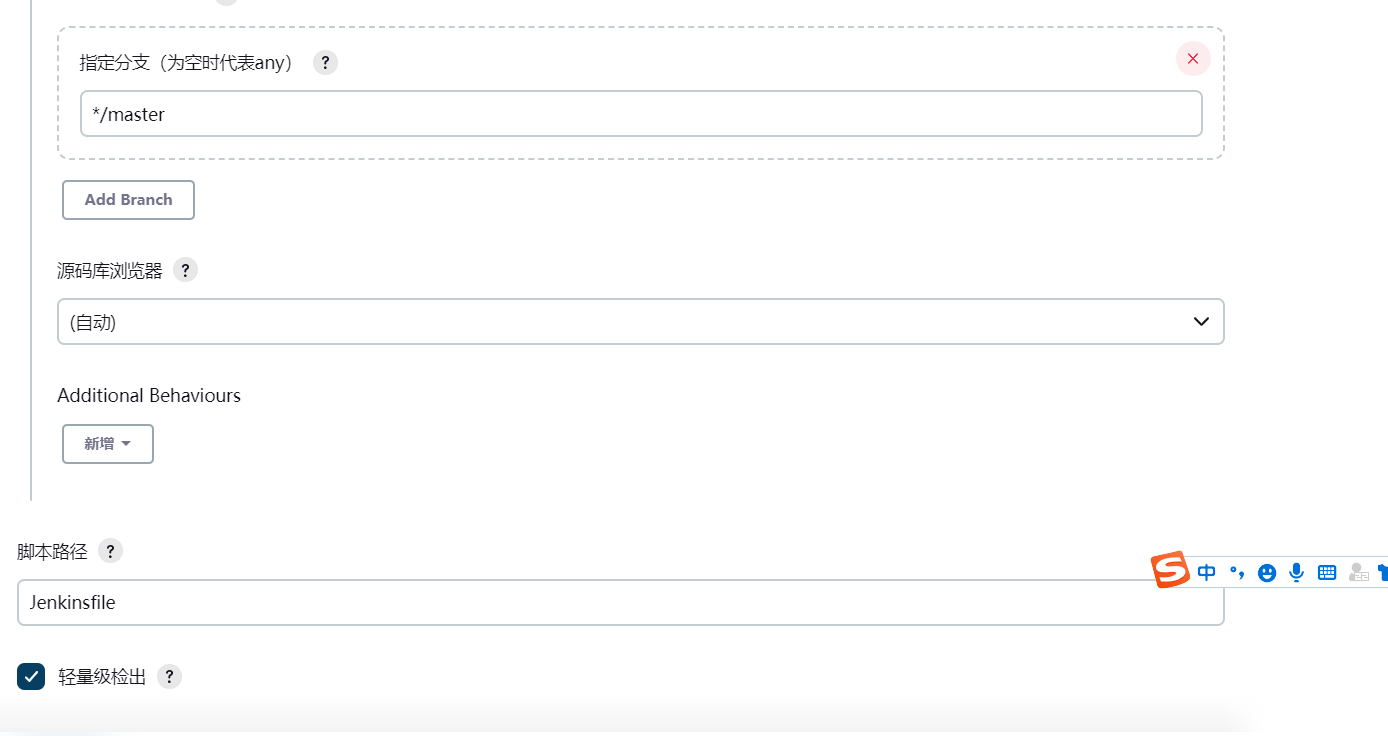 指定分支（为空时代表any） ?
*/master
Add Branch
源码库浏览器 ?
(自动)
Additional Behaviours
新增
脚本路径 ?
S 中
Jenkinsfile
轻量级检出 ?